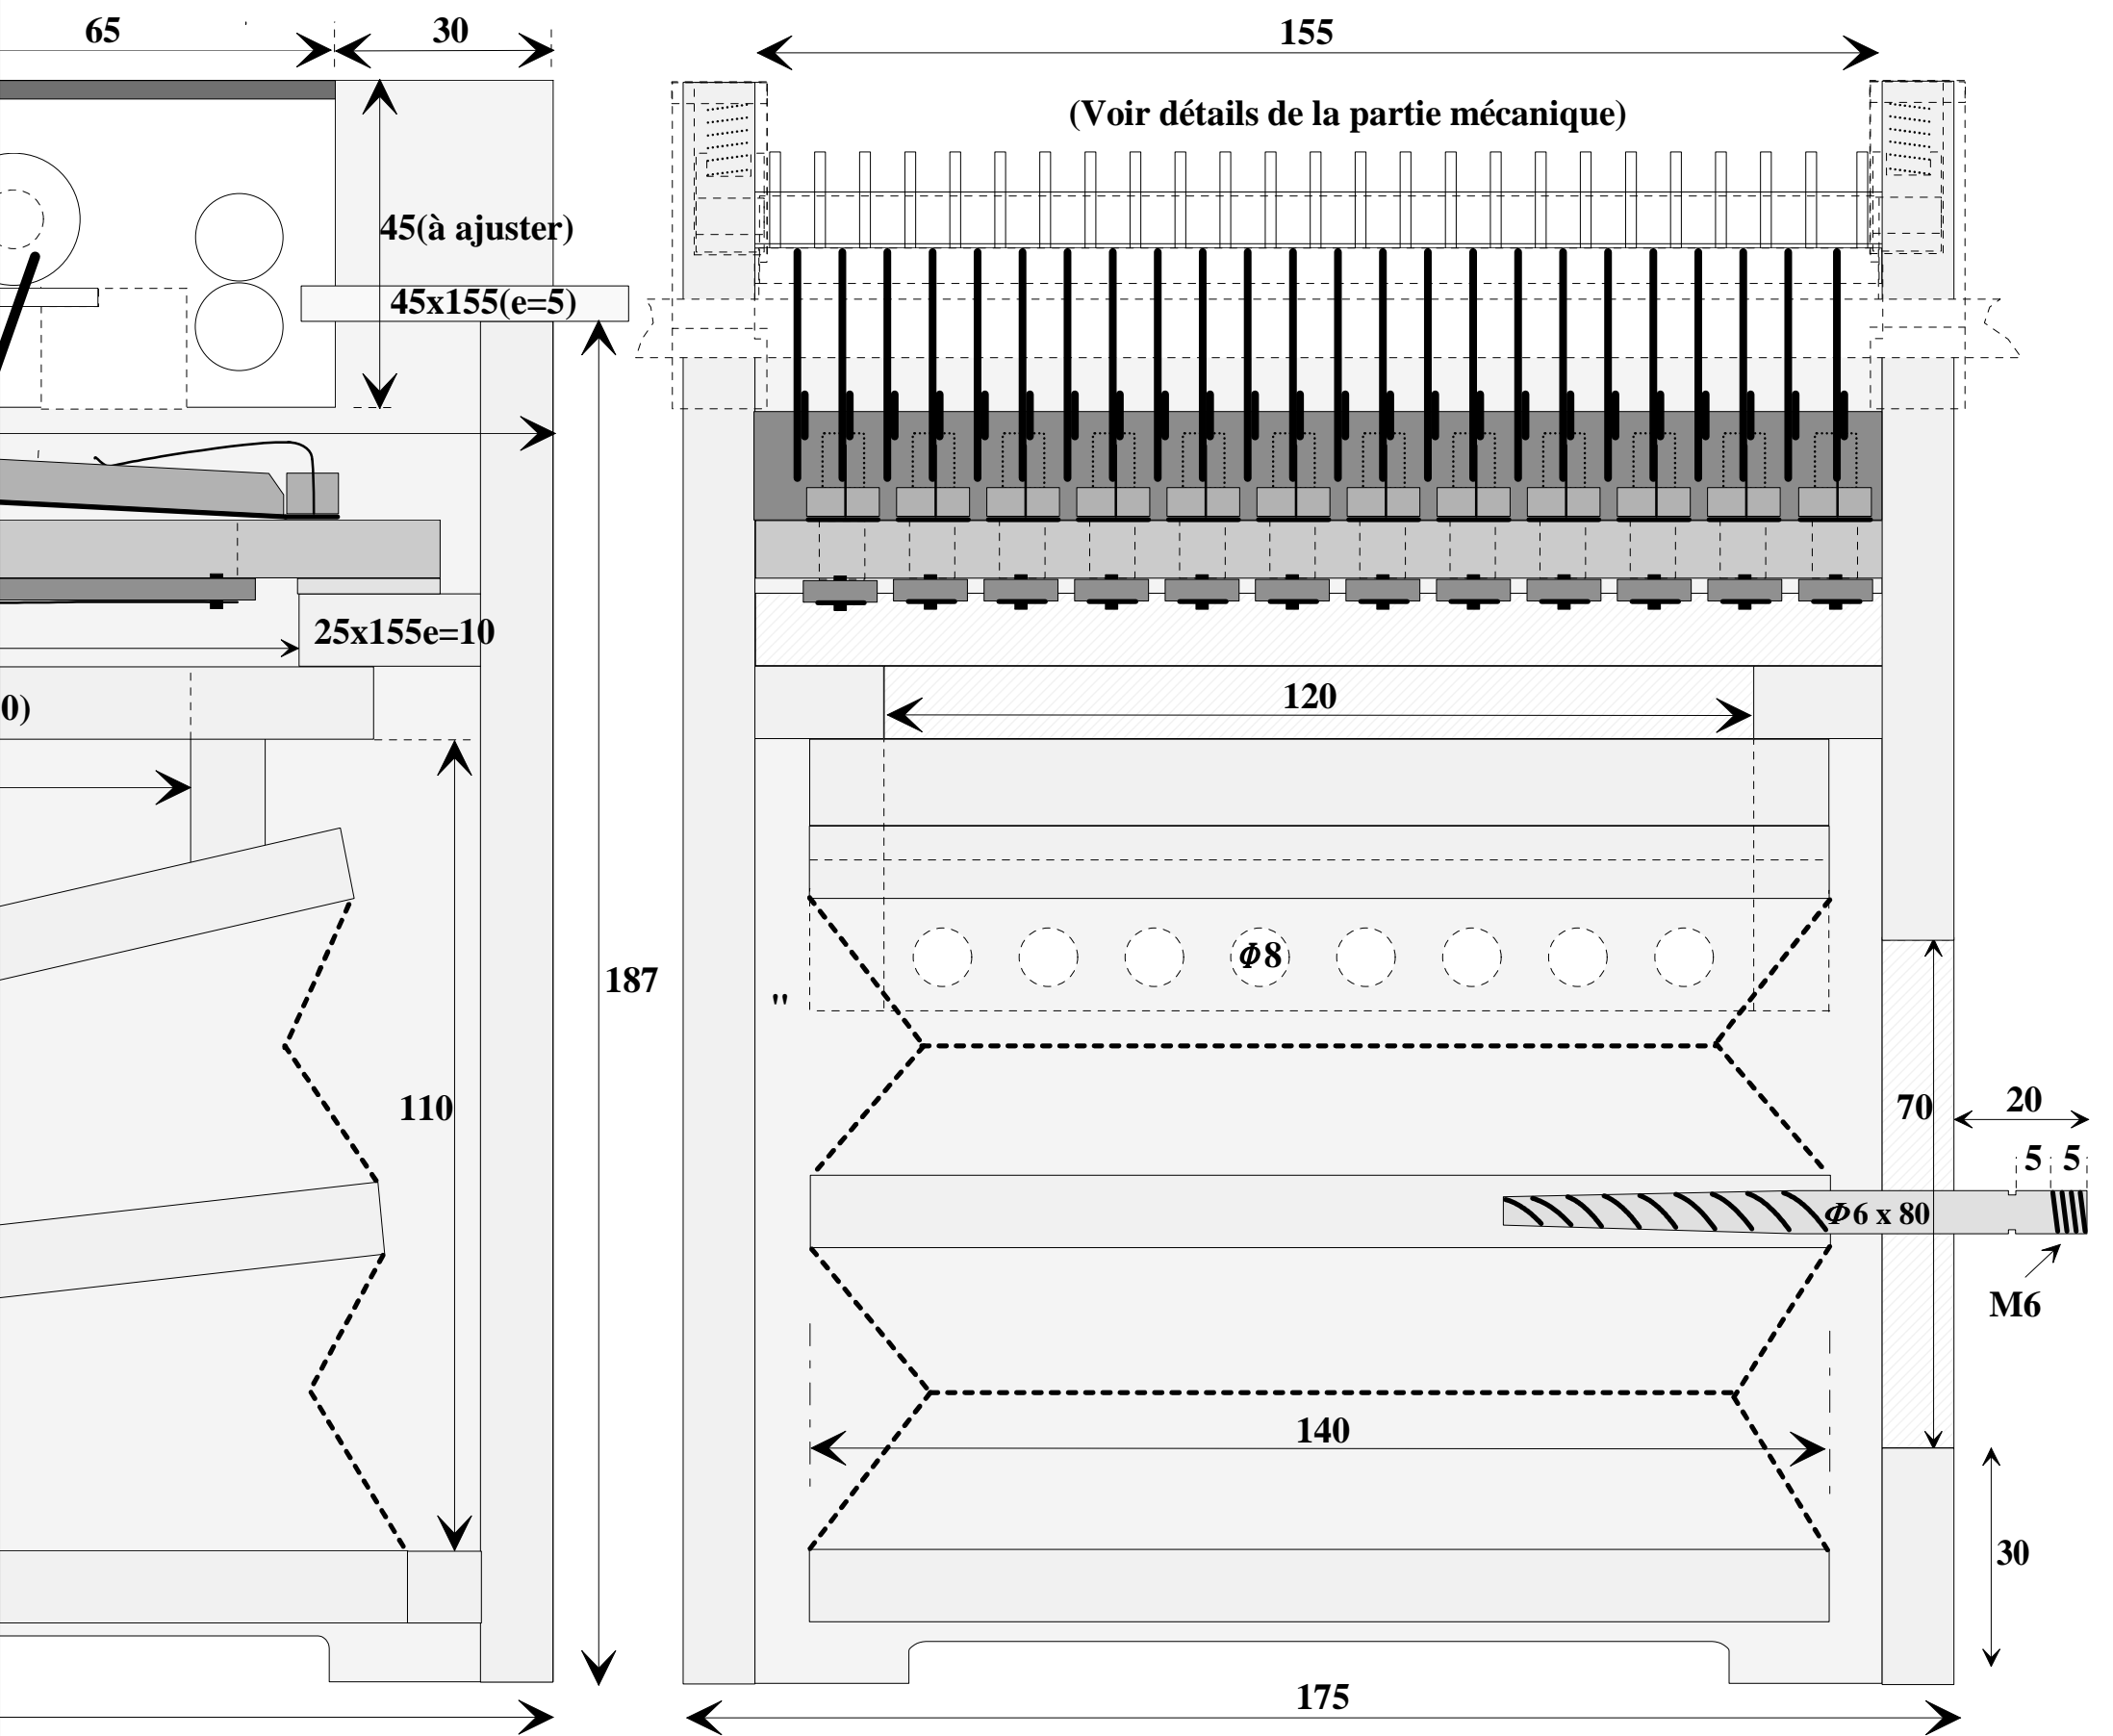 65
30
155
(Voir détails de la partie mécanique)
45(à ajuster)
45x155(e=5)
25x155e=10
0)
120
Φ8
187
"
110
70
20
5
5
Φ6 x 80
M6
140
30
175